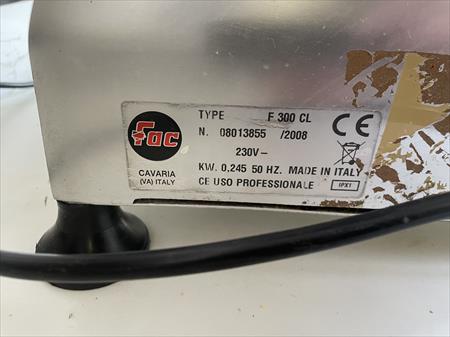 Fac
CAVARIA
(VA) ITALY
TYPE F 300 CL
N. 08013855 /2008
230V~
KW. 0.245 50 HZ. MADE IN ITALY
CE USO PROFESSIONALE
IPX1
CE